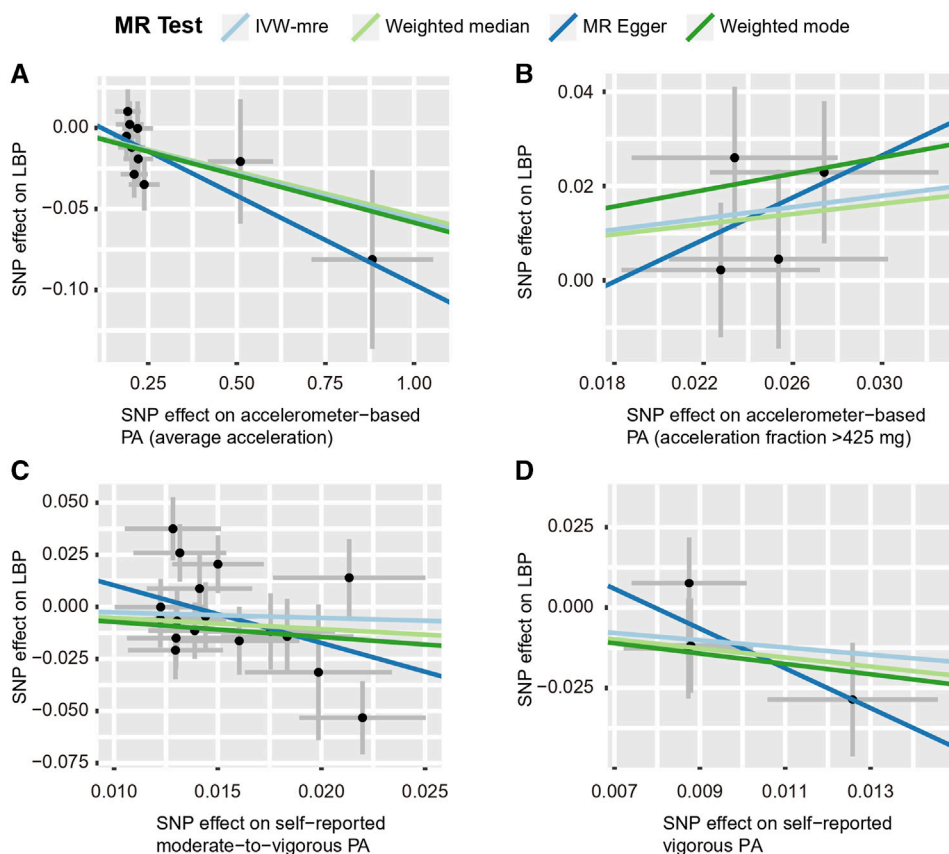 MR Test IVW−mre Weighted median MR Egger Weighted mode
A
SNP effect on LBP
0.00
−0.05
−0.10
0.25 0.50 0.75 1.00
SNP effect on accelerometer−based
PA (average acceleration)
B
SNP effect on LBP
0.04
0.02
0.00
0.018 0.022 0.026 0.030
SNP effect on accelerometer−based
PA (acceleration fraction >425 mg)
C
SNP effect on LBP
0.050
0.025
0.000
−0.025
−0.050
−0.075
0.010 0.015 0.020 0.025
SNP effect on self−reported
moderate−to−vigorous PA
D
SNP effect on LBP
0.025
0.000
−0.025
0.007 0.009 0.011 0.013
SNP effect on self−reported
vigorous PA